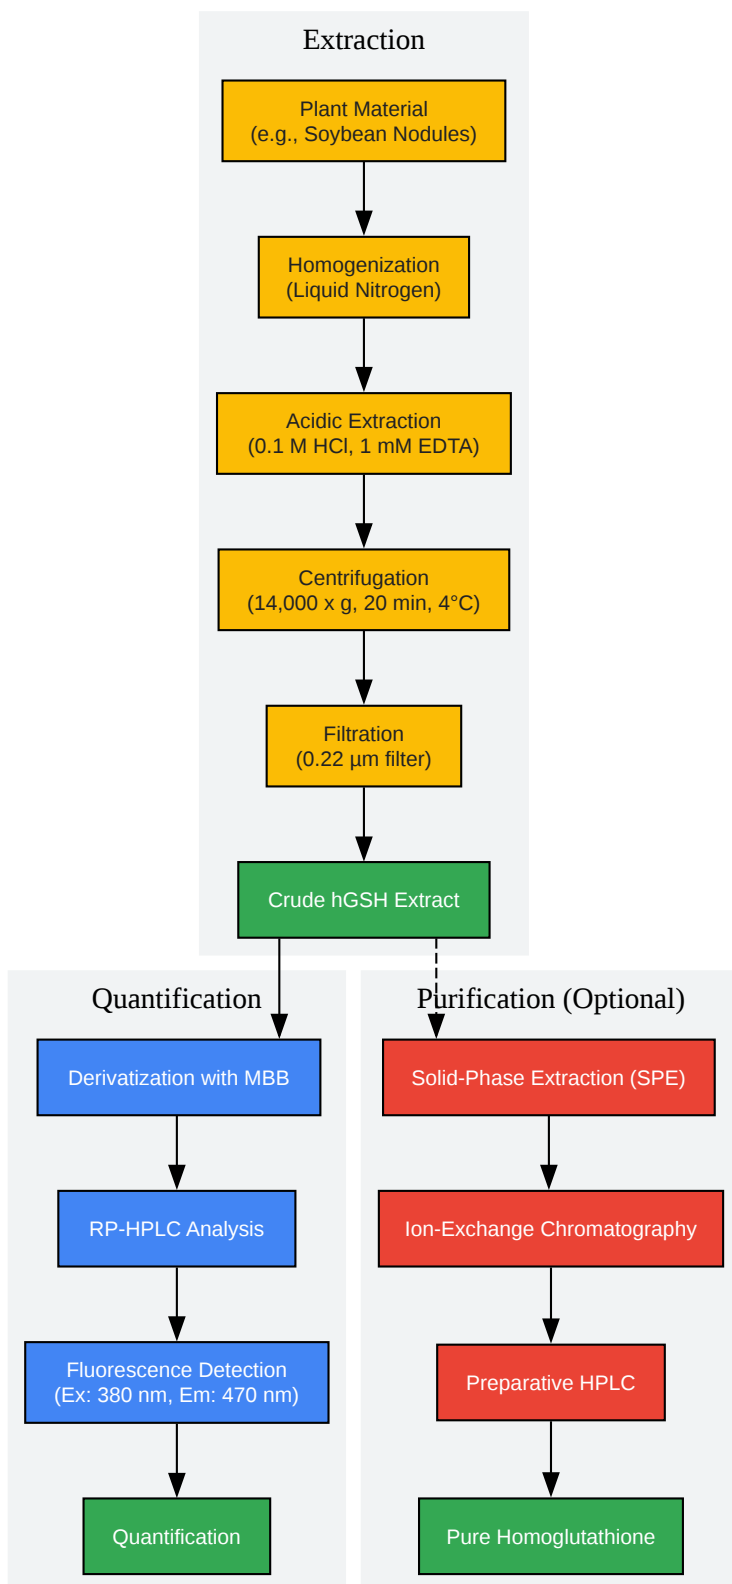 Extraction
Plant Material
(e.g., Soybean Nodules)
Homogenization
(Liquid Nitrogen)
Acidic Extraction
(0.1 M HCl, 1 mM EDTA)
Centrifugation
(14,000 x g, 20 min, 4°C)
Filtration
(0.22 µm filter)
Crude hGSH Extract
Quantification
Derivatization with MBB
RP-HPLC Analysis
Fluorescence Detection
(Ex: 380 nm, Em: 470 nm)
Quantification
Purification (Optional)
Solid-Phase Extraction (SPE)
Ion-Exchange Chromatography
Preparative HPLC
Pure Homoglutathione